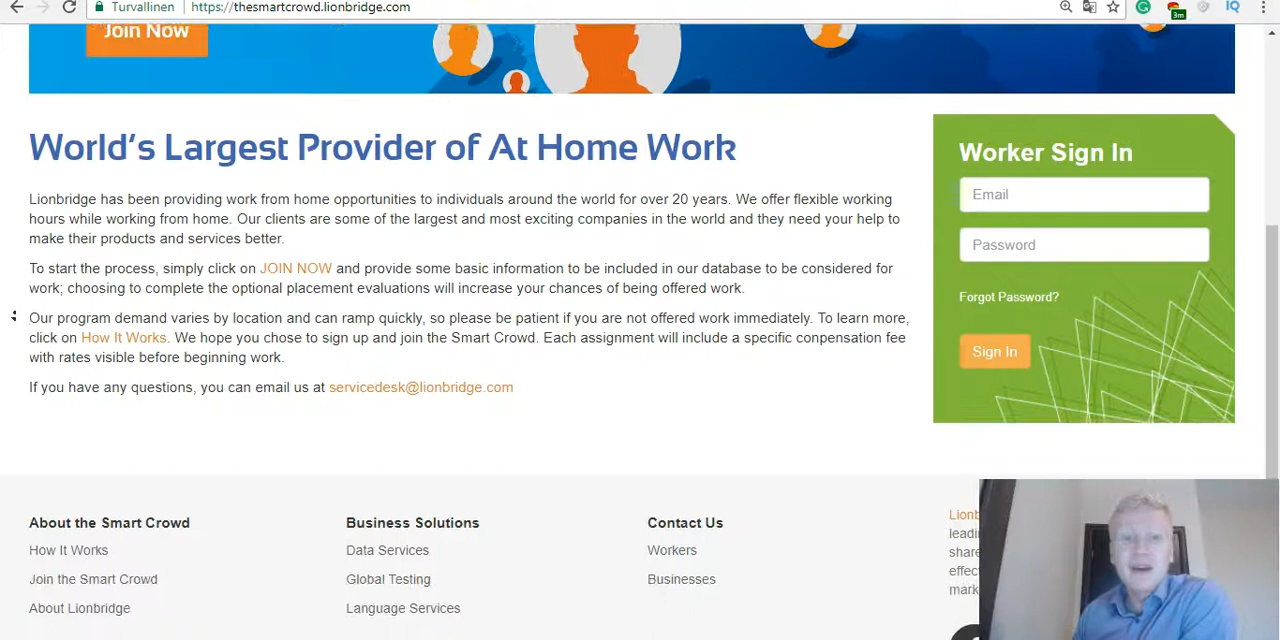 Turvallinen
https://thesmartcrowd.lionbridge.com
3m
IQ
Join Now
World's Largest Provider of At Home Work
Lionbridge has been providing work from home opportunities to individuals around the world for over 20 years. We offer flexible working
hours while working from home. Our clients are some of the largest and most exciting companies in the world and they need your help to
make their products and services better.
To start the process, simply click on JOIN NOW and provide some basic information to be included in our database to be considered for
work; choosing to complete the optional placement evaluations will increase your chances of being offered work.
Our program demand varies by location and can ramp quickly, so please be patient if you are not offered work immediately. To learn more,
click on How It Works. We hope you chose to sign up and join the Smart Crowd. Each assignment will include a specific conpensation fee
with rates visible before beginning work.
If you have any questions, you can email us at servicedesk@lionbridge.com
Worker Sign In
Email
Password
Forgot Password?
Sign In
About the Smart Crowd
How It Works
Join the Smart Crowd
About Lionbridge
Business Solutions
Data Services
Global Testing
Language Services
Contact Us
Workers
Businesses
Lionb
leadi
share
effec
mark